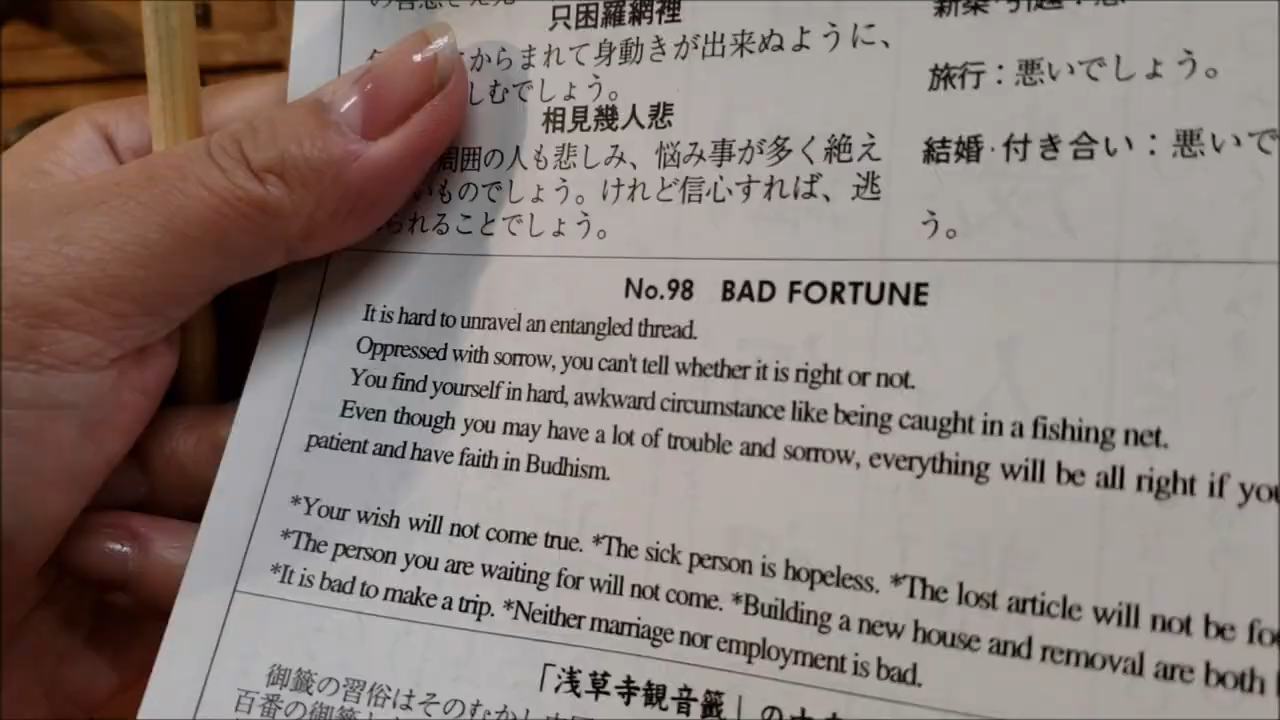 只困羅網裡
新築・引越：悪
からまれて身動きが出来ぬように、
しむでしょう。
旅行：悪いでしょう。
相見幾人悲
周囲の人も悲しみ、悩み事が多く絶え
いものでしょう。けれど信心すれば、逃
られることでしょう。
結婚・付き合い：悪いで
う。
No.98 BAD FORTUNE
It is hard to unravel an entangled thread.
Oppressed with sorrow, you can't tell whether it is right or not.
You find yourself in hard, awkward circumstance like being caught in a fishing net.
Even though you may have a lot of trouble and sorrow, everything will be all right if you
patient and have faith in Budhism.
*Your wish will not come true. *The sick person is hopeless. *The lost article will not be fo
*The person you are waiting for will not come. *Building a new house and removal are both
*It is bad to make a trip. *Neither marriage nor employment is bad.
「浅草寺観音籤」の
御籤の習俗はそのむかし
百番の御籤